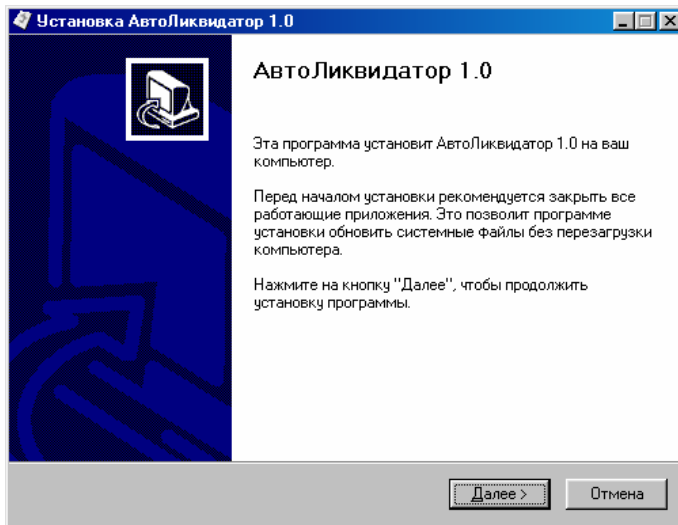 Установка АвтоЛиквидатор 1.0
АвтоЛиквидатор 1.0
Эта программа установит АвтоЛиквидатор 1.0 на ваш
компьютер.
Перед началом установки рекомендуется закрыть все
работающие приложения. Это позволит программе
установки обновить системные файлы без перезагрузки
компьютера.
Нажмите на кнопку "Далее", чтобы продолжить
установку программы.
Далее >
Отмена